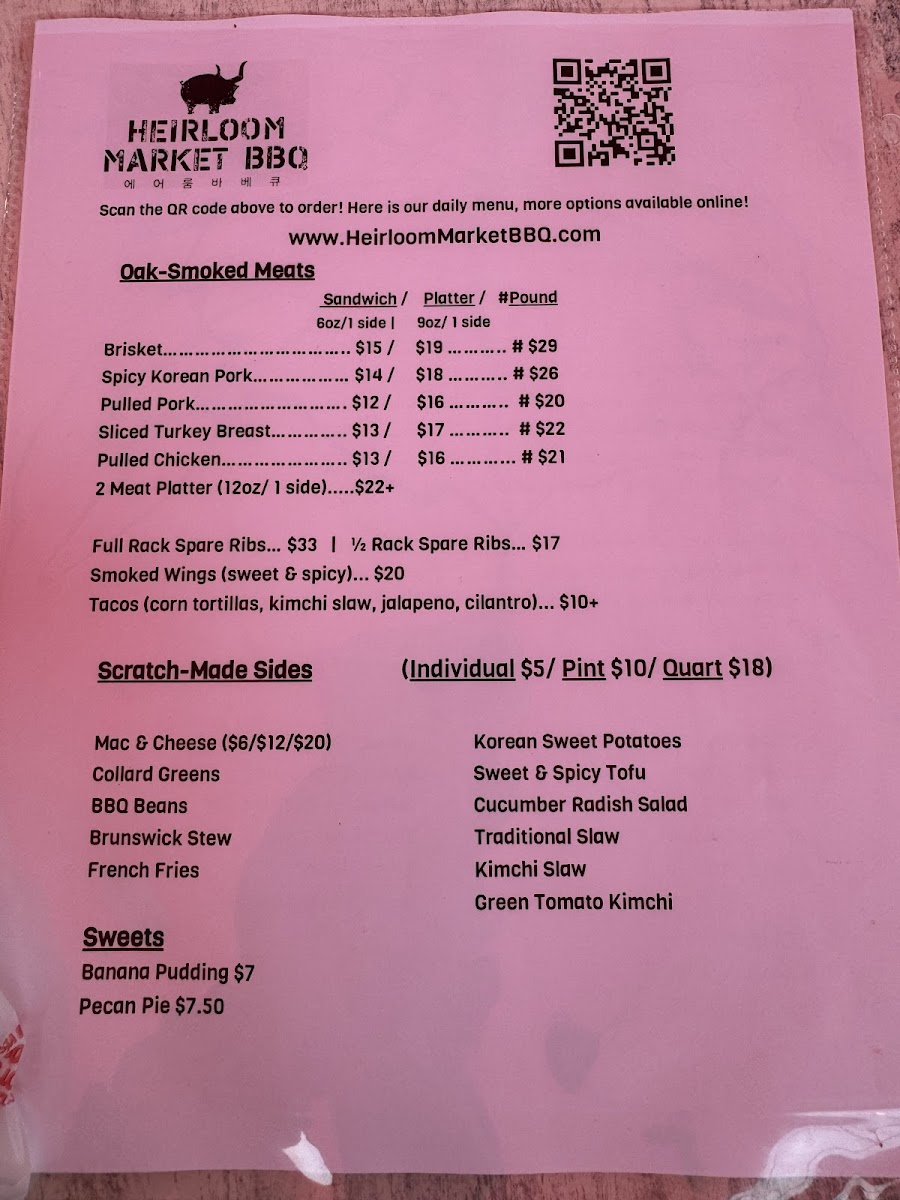 HEIRLOOM
MARKET BBQ
에 어 룸 바 베 큐
Scan the QR code above to order! Here is our daily menu, more options available online!
www.HeirloomMarketBBQ.com
Oak-Smoked Meats
Sandwich / Platter / #Pound
6oz/1 side | 9oz/ 1 side
Brisket................................... $15 / $19 .......... # $29
Spicy Korean Pork................. $14 / $18 .......... # $26
Pulled Pork............................ $12 / $16 .......... # $20
Sliced Turkey Breast.............. $13 / $17 .......... # $22
Pulled Chicken....................... $13 / $16 ........... # $21
2 Meat Platter (12oz/ 1 side).....$22+
Full Rack Spare Ribs... $33 | ½ Rack Spare Ribs... $17
Smoked Wings (sweet & spicy)... $20
Tacos (corn tortillas, kimchi slaw, jalapeno, cilantro)... $10+
Scratch-Made Sides (Individual $5/ Pint $10/ Quart $18)
Mac & Cheese ($6/$12/$20)
Collard Greens
BBQ Beans
Brunswick Stew
French Fries
Korean Sweet Potatoes
Sweet & Spicy Tofu
Cucumber Radish Salad
Traditional Slaw
Kimchi Slaw
Green Tomato Kimchi
Sweets
Banana Pudding $7
Pecan Pie $7.50